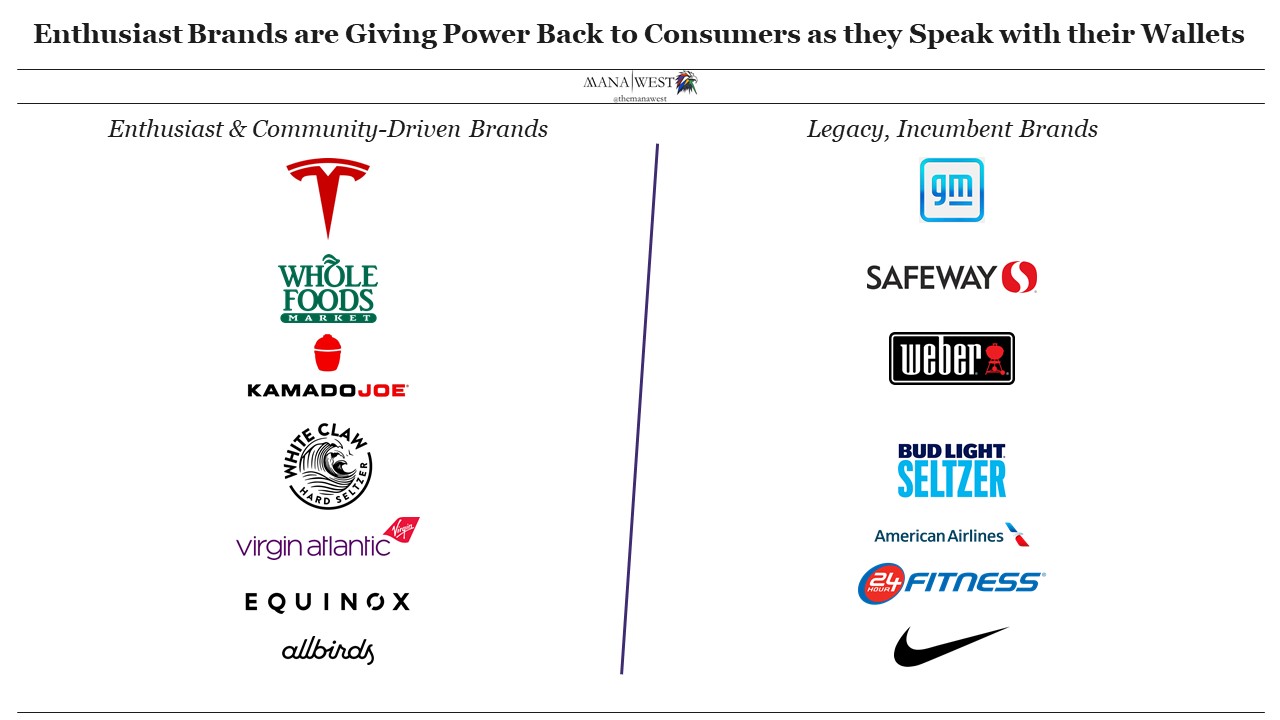 Enthusiast Brands are Giving Power Back to Consumers as they Speak with their Wallets
MANA WEST
@themanawest
Enthusiast & Community-Driven Brands
Legacy, Incumbent Brands
gm
WHOLE
FOODS
MARKET
SAFEWAY
KAMADOJOE®
weber
WHITE CLAW
HARD SELTZER
BUD LIGHT
SELTZER
virgin atlantic
Virgin
American Airlines
EQUINOX
24
HOUR
FITNESS®
allbirds